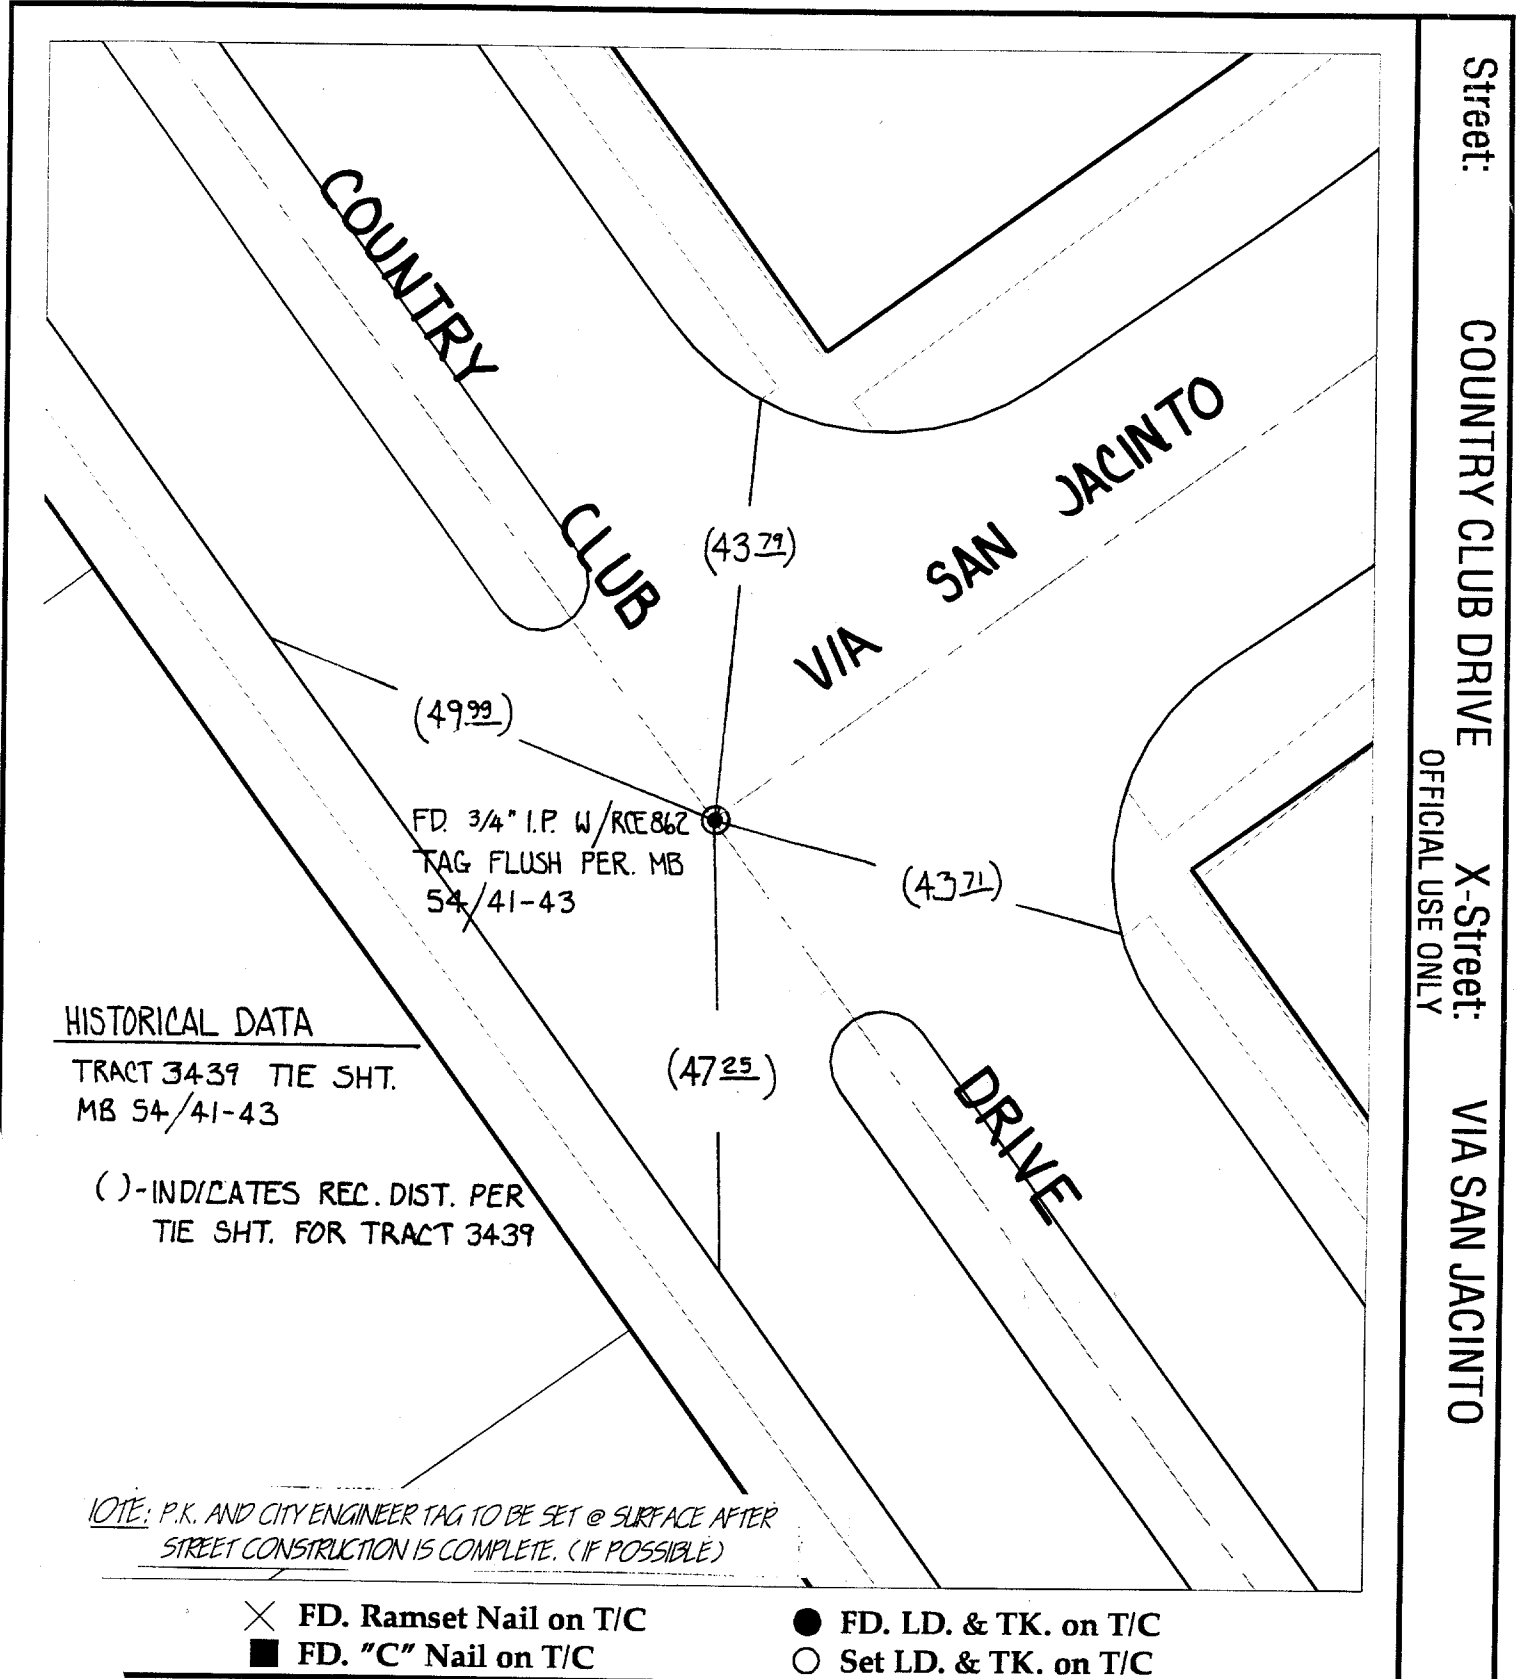 Street: COUNTRY CLUB DRIVE X-Street: VIA SAN JACINTO
OFFICIAL USE ONLY
COUNTRY
CLUB
DRIVE
VIA SAN JACINTO
(43 79)
(49 99)
FD. 3/4" I.P. W/RCE 862
TAG FLUSH PER. MB
54/41-43
(43 71)
(47 25)
HISTORICAL DATA
TRACT 3439 TIE SHT.
MB 54/41-43
( )-INDICATES REC. DIST. PER
TIE SHT. FOR TRACT 3439
IOTE: P.K. AND CITY ENGINEER TAG TO BE SET @ SURFACE AFTER
STREET CONSTRUCTION IS COMPLETE. (IF POSSIBLE)
FD. Ramset Nail on T/C
FD. "C" Nail on T/C
FD. LD. & TK. on T/C
Set LD. & TK. on T/C